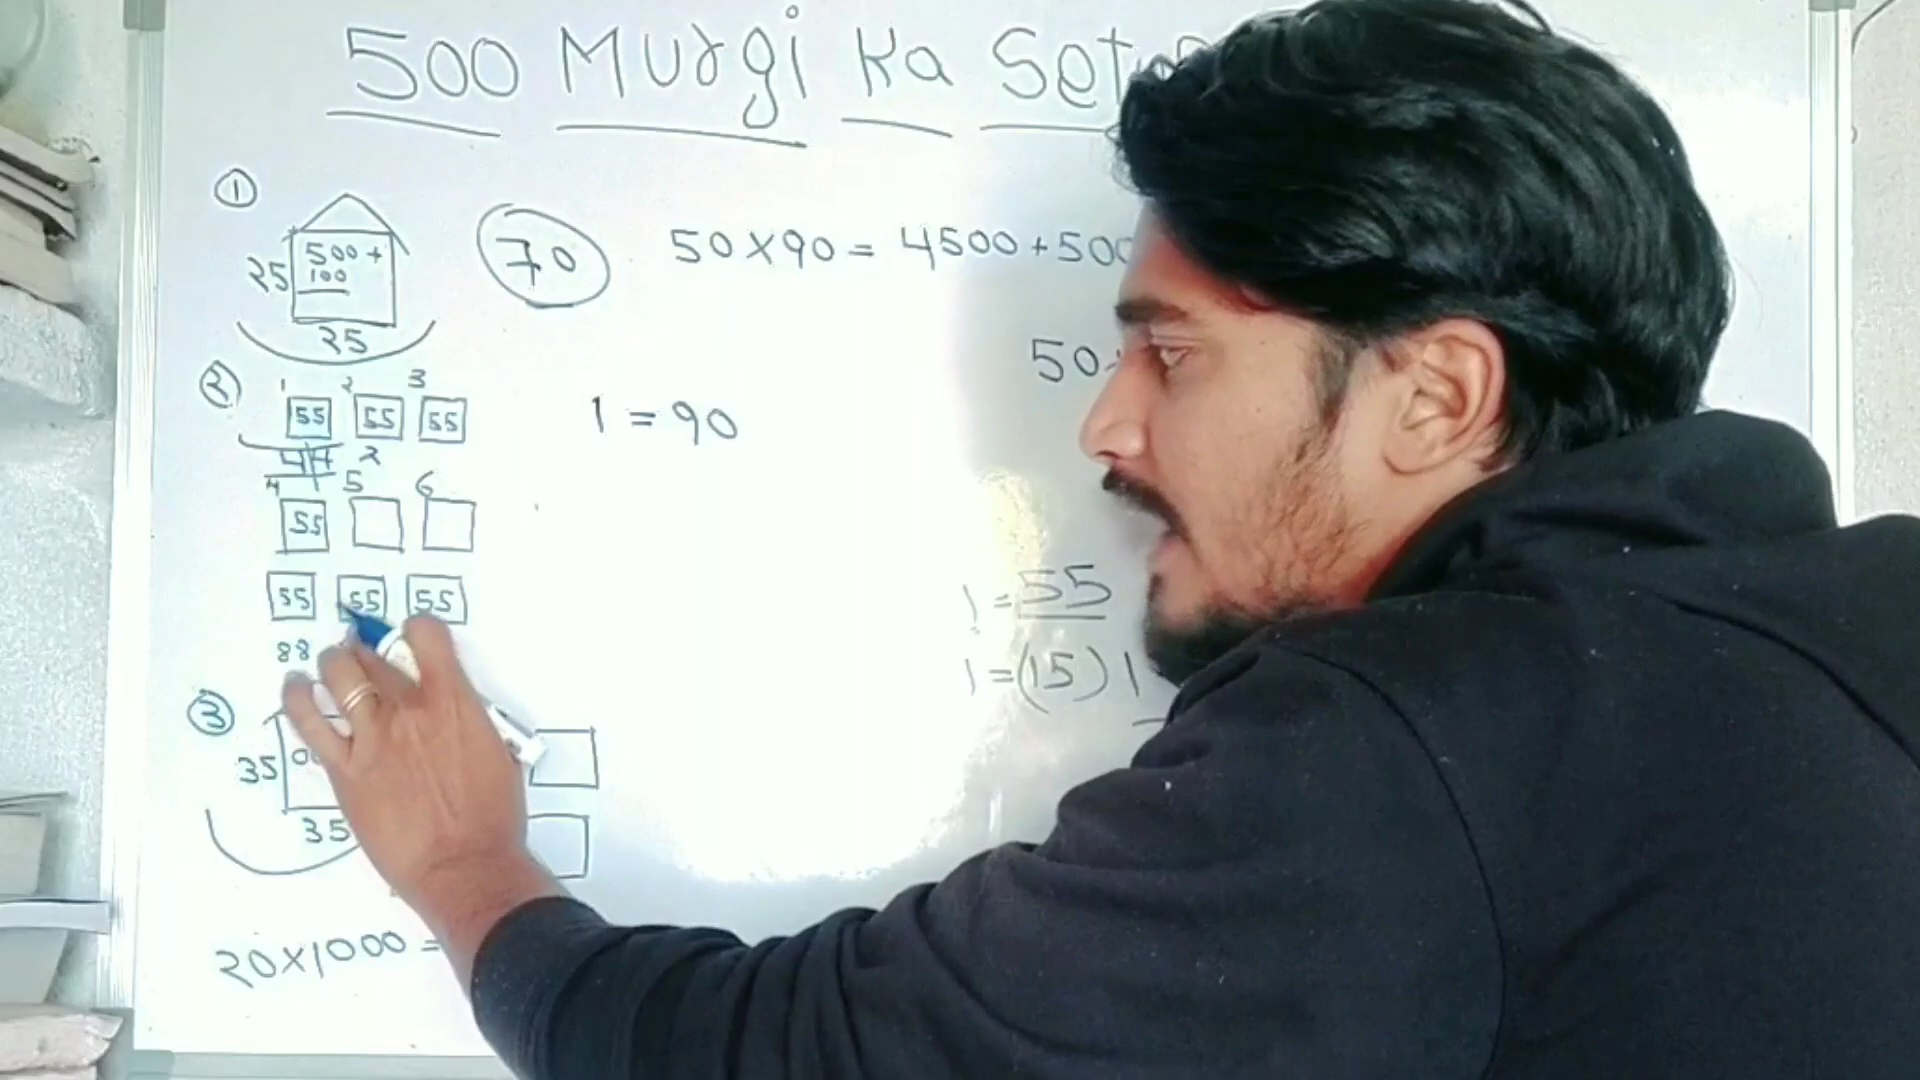 500 Murgi Ka
①
500 +
100
25
25
70
50 x 90 = 4500 + 500
50
②
1 2 3
55 55 55
1 = 90
2
4 5 6
55
55 55 55
88
1 = 55
1 = (15) 1
③
35
35
20 x 1000 =